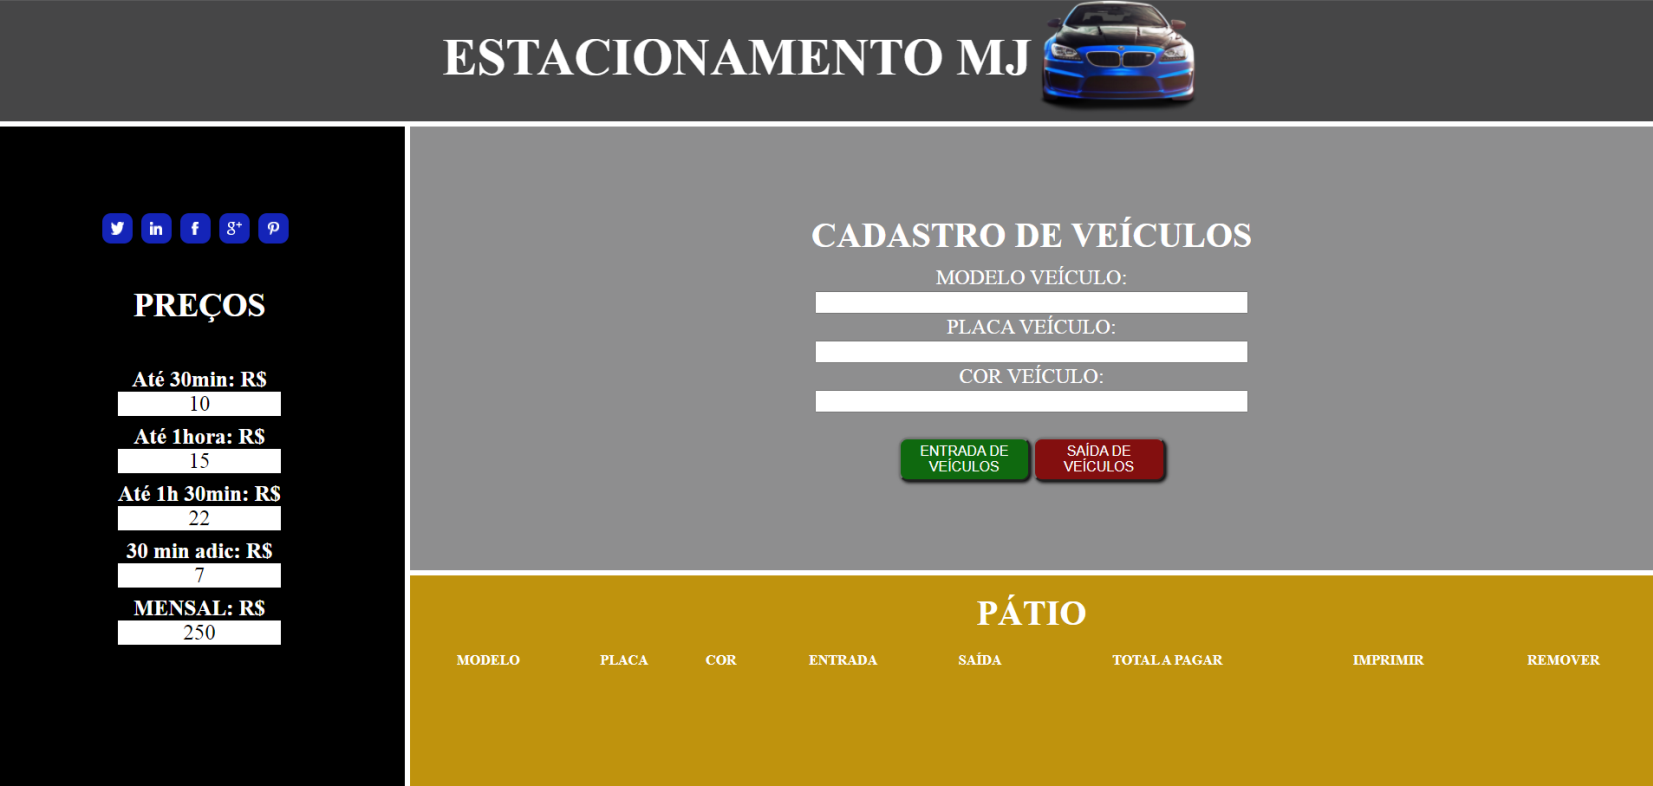 ESTACIONAMENTO MJ
in f g+
PREÇOS
Até 30min: R$
10
Até 1hora: R$
15
Até 1h 30min: R$
22
30 min adic: R$
7
MENSAL: R$
250
CADASTRO DE VEÍCULOS
MODELO VEÍCULO:
PLACA VEÍCULO:
COR VEÍCULO:
ENTRADA DE
VEÍCULOS
SAÍDA DE
VEÍCULOS
PÁTIO
MODELO PLACA COR ENTRADA SAÍDA TOTAL A PAGAR IMPRIMIR REMOVER